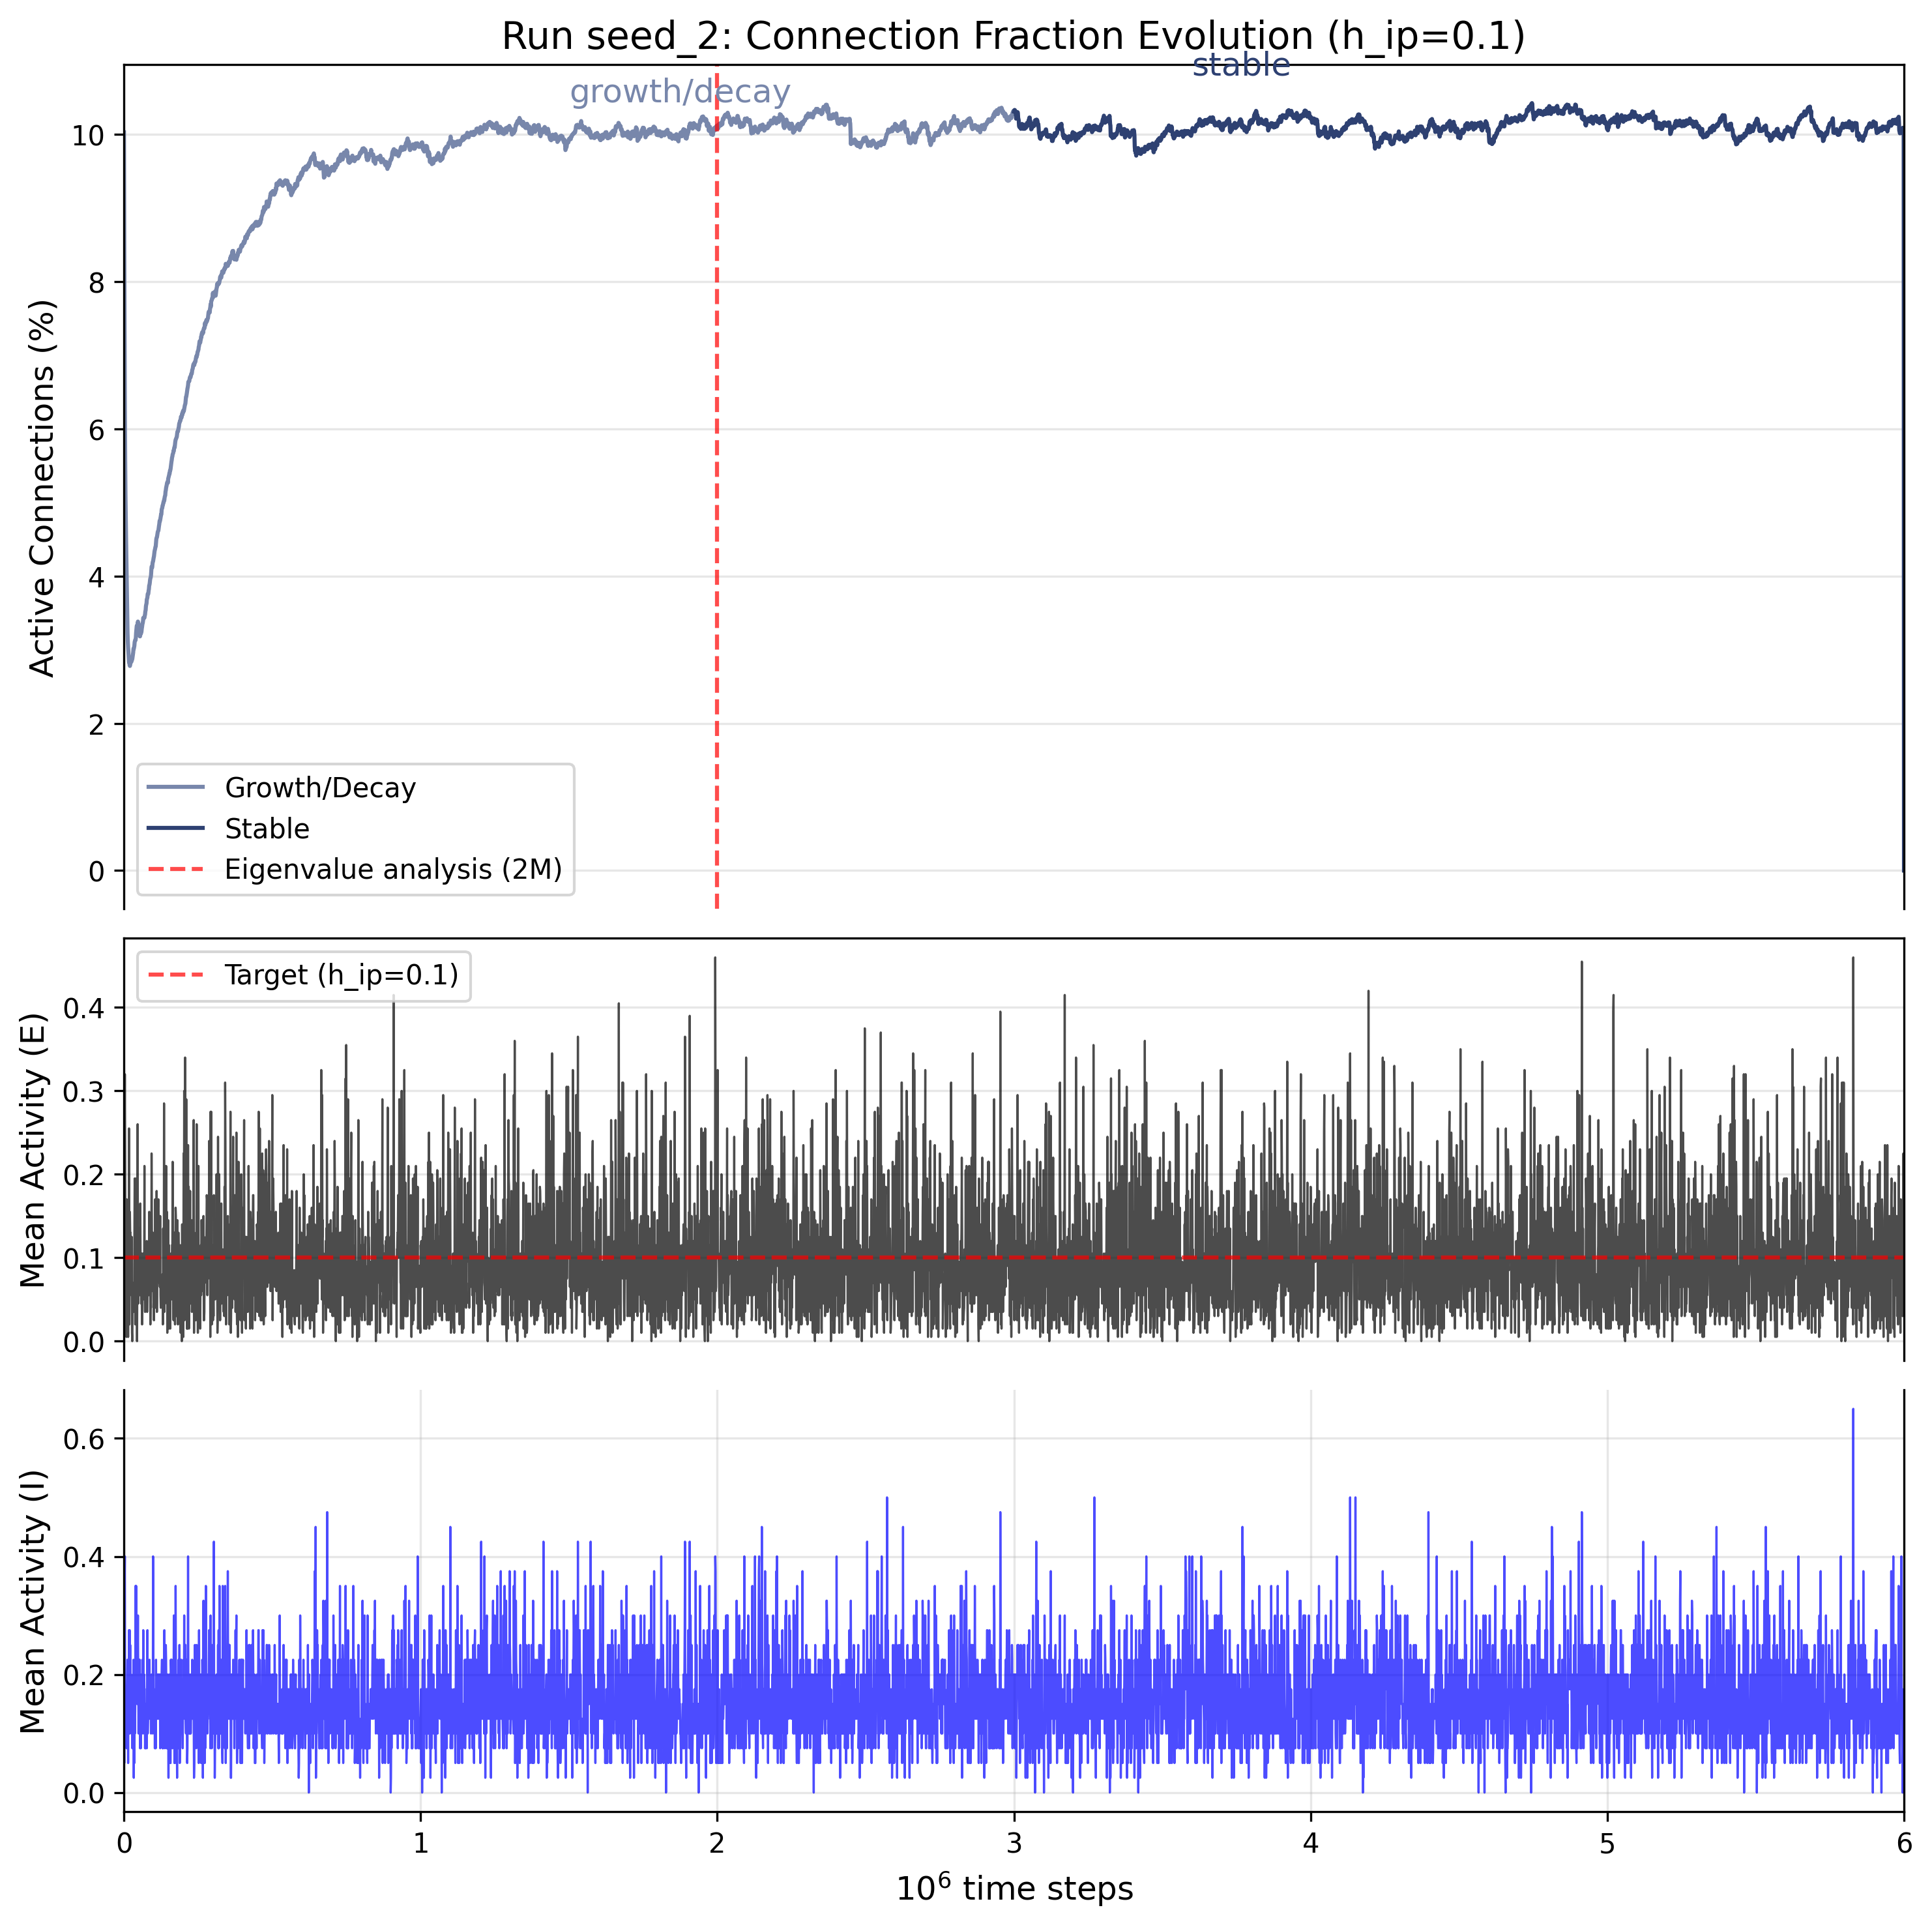 Run seed_2: Connection Fraction Evolution (h_ip=0.1)
stable
growth/decay
Active Connections (%)
10
8
6
4
2
0
Growth/Decay
Stable
Eigenvalue analysis (2M)
Target (h_ip=0.1)
Mean Activity (E)
0.4
0.3
0.2
0.1
0.0
Mean Activity (I)
0.6
0.4
0.2
0.0
0 1 2 3 4 5 6
10⁶ time steps